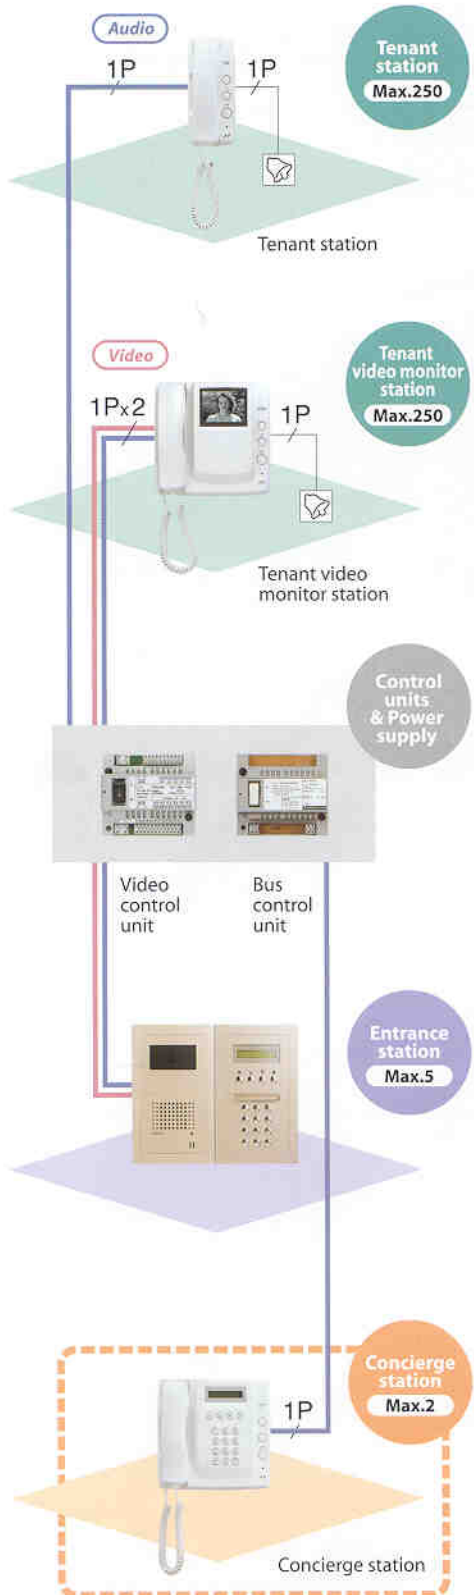 Audio
1P
1P
Tenant
station
Max.250
Tenant station
Video
1Px2
1P
Tenant
video monitor
station
Max.250
Tenant video
monitor station
Control
units
& Power
supply
Video
control
unit
Bus
control
unit
Entrance
station
Max.5
Concierge
station
Max.2
1P
Concierge station